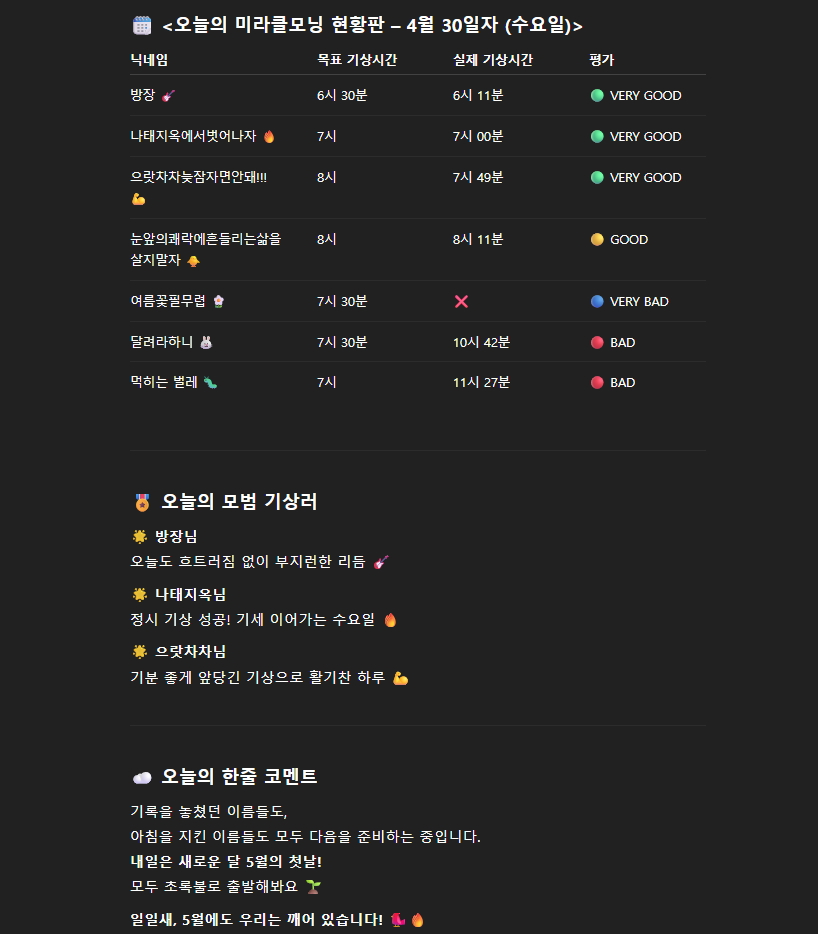 🗓️ <오늘의 미라클모닝 현황판 – 4월 30일자 (수요일)>
닉네임 목표 기상시간 실제 기상시간 평가
방장 🎸 6시 30분 6시 11분 🟢 VERY GOOD
나태지옥에서벗어나자 🔥 7시 7시 00분 🟢 VERY GOOD
으랏차차늦잠자면안돼!!! 8시 7시 49분 🟢 VERY GOOD
💪
눈앞의쾌락에흔들리는삶을 8시 8시 11분 🟡 GOOD
살지말자 🐥
여름꽃필무렵 🌸 7시 30분 ❌ 🔵 VERY BAD
달려라하니 🐰 7시 30분 10시 42분 🔴 BAD
먹히는 벌레 🐛 7시 11시 27분 🔴 BAD
🏅 오늘의 모범 기상러
🌟 방장님
오늘도 흐트러짐 없이 부지런한 리듬 🎸
🌟 나태지옥님
정시 기상 성공! 기세 이어가는 수요일 🔥
🌟 으랏차차님
기분 좋게 앞당긴 기상으로 활기찬 하루 💪
☁️ 오늘의 한줄 코멘트
기록을 놓쳤던 이름들도,
아침을 지킨 이름들도 모두 다음을 준비하는 중입니다.
내일은 새로운 달 5월의 첫날!
모두 초록불로 출발해봐요 🌱
일일새, 5월에도 우리는 깨어 있습니다! 🐦‍🔥